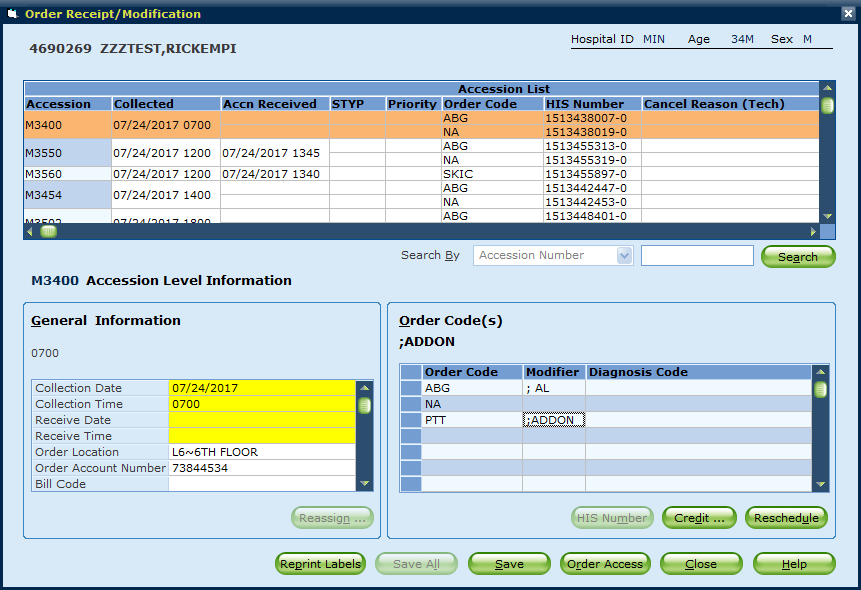 Order Receipt/Modification
4690269 ZZZTEST,RICKEMPI Hospital ID MIN Age 34M Sex M
Accession List
Accession Collected Accn Received STYP Priority Order Code HIS Number Cancel Reason (Tech)
M3400 07/24/2017 0700 ABG 1513438007-0
NA 1513438019-0
M3550 07/24/2017 1200 07/24/2017 1345 ABG 1513455313-0
NA 1513455319-0
M3560 07/24/2017 1200 07/24/2017 1340 SKIC 1513455897-0
M3454 07/24/2017 1400 ABG 1513442447-0
NA 1513442453-0
M3502 07/24/2017 1800 ABG 1513448401-0
Search By Accession Number Search
M3400 Accession Level Information
General Information
0700
Collection Date 07/24/2017
Collection Time 0700
Receive Date
Receive Time
Order Location L6~6TH FLOOR
Order Account Number 73844534
Bill Code
Reassign ...
Order Code(s)
;ADDON
Order Code Modifier Diagnosis Code
ABG ; AL
NA
PTT ;ADDON
HIS Number Credit ... Reschedule
Reprint Labels Save All Save Order Access Close Help